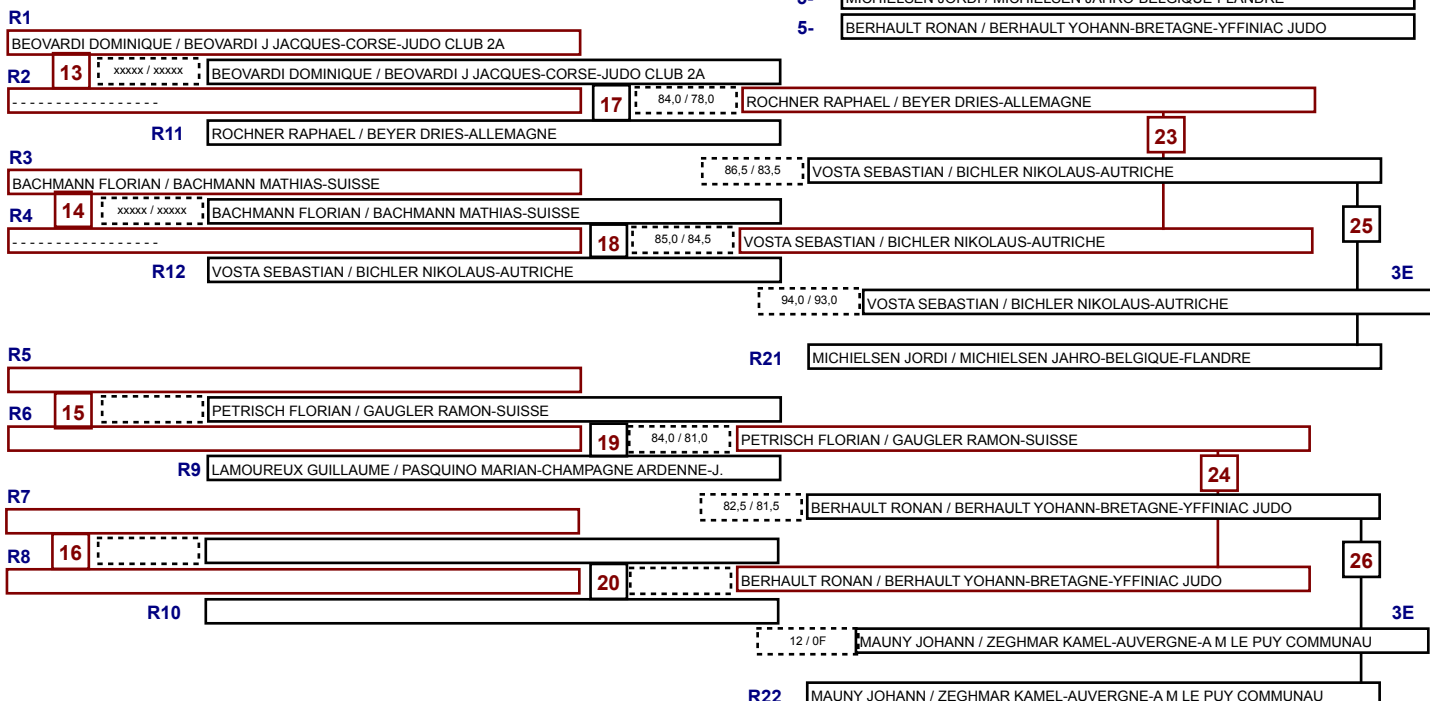 3- MICHIELSEN JORDI / MICHIELSEN JAHRO-BELGIQUE-FLANDRE
R1
5- BERHAULT RONAN / BERHAULT YOHANN-BRETAGNE-YFFINIAC JUDO
BEOVARDI DOMINIQUE / BEOVARDI J JACQUES-CORSE-JUDO CLUB 2A
R2 13 xxxxx / xxxxx BEOVARDI DOMINIQUE / BEOVARDI J JACQUES-CORSE-JUDO CLUB 2A
- - - - - - - - - - - - - - - - - 17 84,0 / 78,0 ROCHNER RAPHAEL / BEYER DRIES-ALLEMAGNE
R11 ROCHNER RAPHAEL / BEYER DRIES-ALLEMAGNE 23
R3
86,5 / 83,5 VOSTA SEBASTIAN / BICHLER NIKOLAUS-AUTRICHE
BACHMANN FLORIAN / BACHMANN MATHIAS-SUISSE
R4 14 xxxxx / xxxxx BACHMANN FLORIAN / BACHMANN MATHIAS-SUISSE 25
- - - - - - - - - - - - - - - - - 18 85,0 / 84,5 VOSTA SEBASTIAN / BICHLER NIKOLAUS-AUTRICHE
R12 VOSTA SEBASTIAN / BICHLER NIKOLAUS-AUTRICHE 3E
94,0 / 93,0 VOSTA SEBASTIAN / BICHLER NIKOLAUS-AUTRICHE
R5
R21 MICHIELSEN JORDI / MICHIELSEN JAHRO-BELGIQUE-FLANDRE
R6 15 PETRISCH FLORIAN / GAUGLER RAMON-SUISSE
19 84,0 / 81,0 PETRISCH FLORIAN / GAUGLER RAMON-SUISSE
R9 LAMOUREUX GUILLAUME / PASQUINO MARIAN-CHAMPAGNE ARDENNE-J. 24
R7
82,5 / 81,5 BERHAULT RONAN / BERHAULT YOHANN-BRETAGNE-YFFINIAC JUDO
R8 16 26
20 BERHAULT RONAN / BERHAULT YOHANN-BRETAGNE-YFFINIAC JUDO
R10 3E
12 / 0F MAUNY JOHANN / ZEGHMAR KAMEL-AUVERGNE-A M LE PUY COMMUNAU
R22 MAUNY JOHANN / ZEGHMAR KAMEL-AUVERGNE-A M LE PUY COMMUNAU